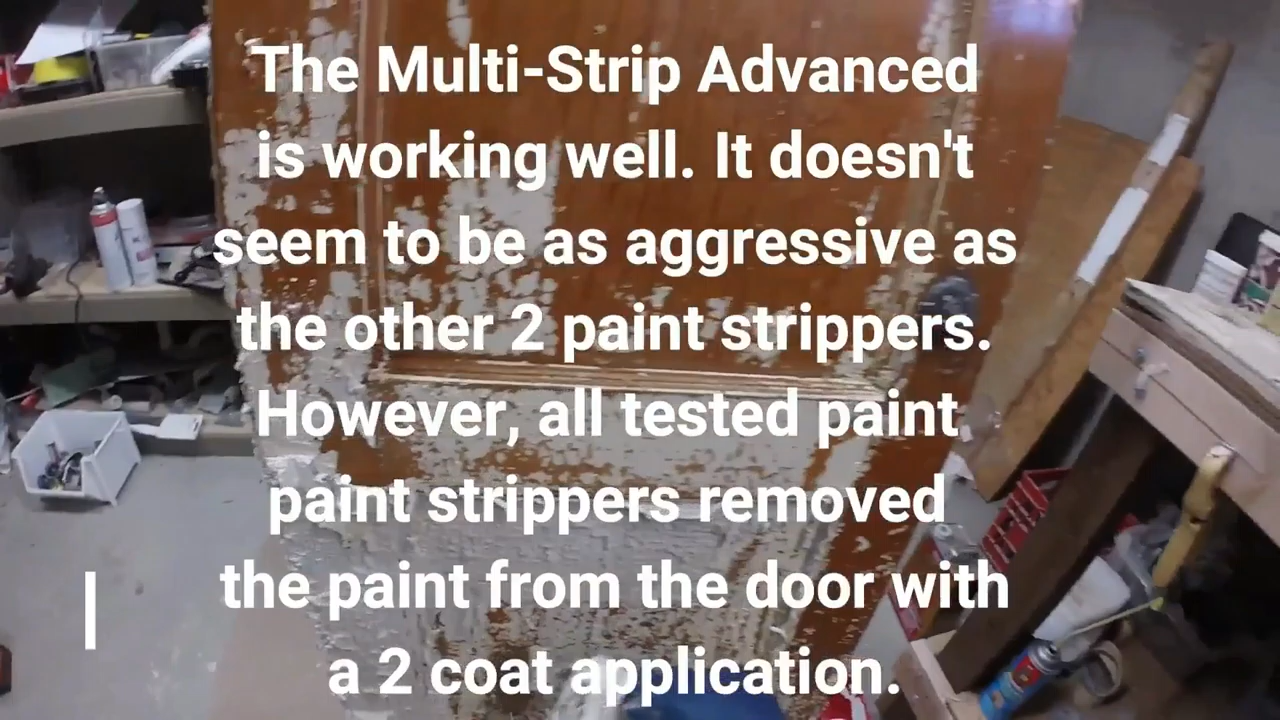 The Multi-Strip Advanced
is working well. It doesn't
seem to be as aggressive as
the other 2 paint strippers.
However, all tested paint
paint strippers removed
the paint from the door with
a 2 coat application.